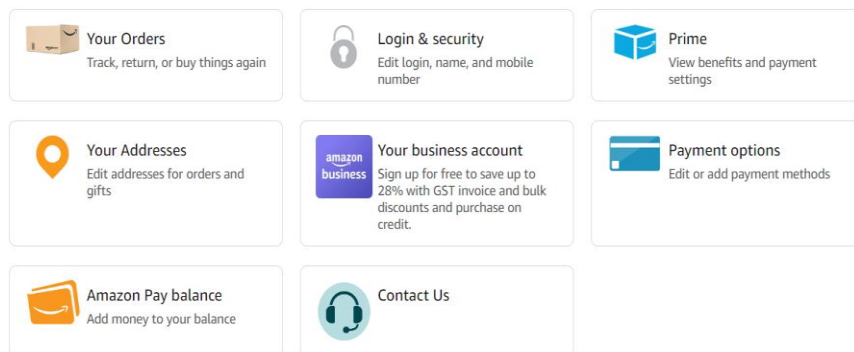 Your Orders
Track, return, or buy things again
Login & security
Edit login, name, and mobile
number
Prime
View benefits and payment
settings
Your Addresses
Edit addresses for orders and
gifts
amazon
business
Your business account
Sign up for free to save up to
28% with GST invoice and bulk
discounts and purchase on
credit.
Payment options
Edit or add payment methods
Amazon Pay balance
Add money to your balance
Contact Us